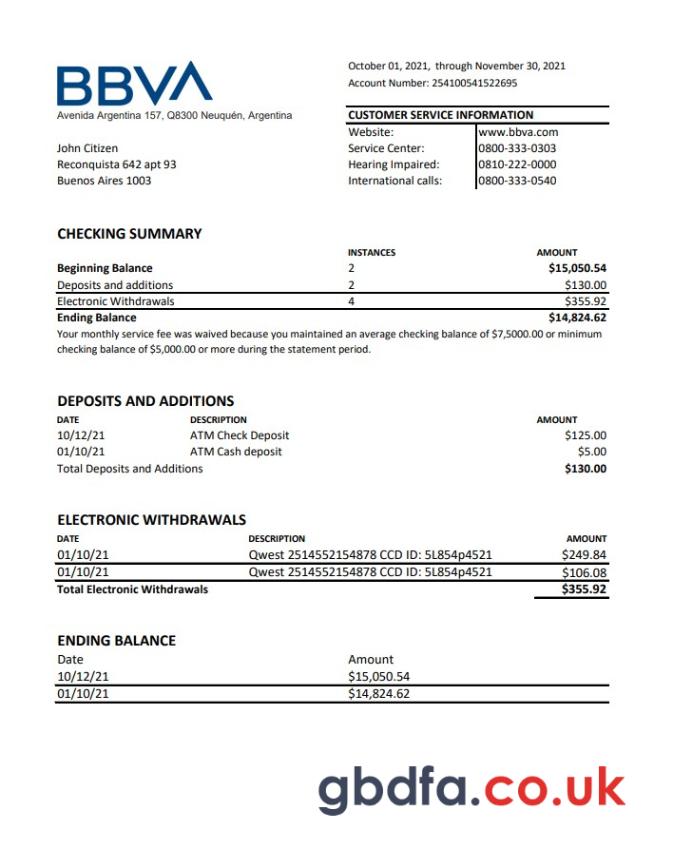 BBVA
Avenida Argentina 157, Q8300 Neuquén, Argentina
October 01, 2021, through November 30, 2021
Account Number: 254100541522695
CUSTOMER SERVICE INFORMATION
Website: www.bbva.com
Service Center: 0800-333-0303
Hearing Impaired: 0810-222-0000
International calls: 0800-333-0540
John Citizen
Reconquista 642 apt 93
Buenos Aires 1003
CHECKING SUMMARY
INSTANCES AMOUNT
Beginning Balance 2 $15,050.54
Deposits and additions 2 $130.00
Electronic Withdrawals 4 $355.92
Ending Balance $14,824.62
Your monthly service fee was waived because you maintained an average checking balance of $7,5000.00 or minimum
checking balance of $5,000.00 or more during the statement period.
DEPOSITS AND ADDITIONS
DATE DESCRIPTION AMOUNT
10/12/21 ATM Check Deposit $125.00
01/10/21 ATM Cash deposit $5.00
Total Deposits and Additions $130.00
ELECTRONIC WITHDRAWALS
DATE DESCRIPTION AMOUNT
01/10/21 Qwest 2514552154878 CCD ID: 5L854p4521 $249.84
01/10/21 Qwest 2514552154878 CCD ID: 5L854p4521 $106.08
Total Electronic Withdrawals $355.92
ENDING BALANCE
Date Amount
10/12/21 $15,050.54
01/10/21 $14,824.62
gbdfa.co.uk